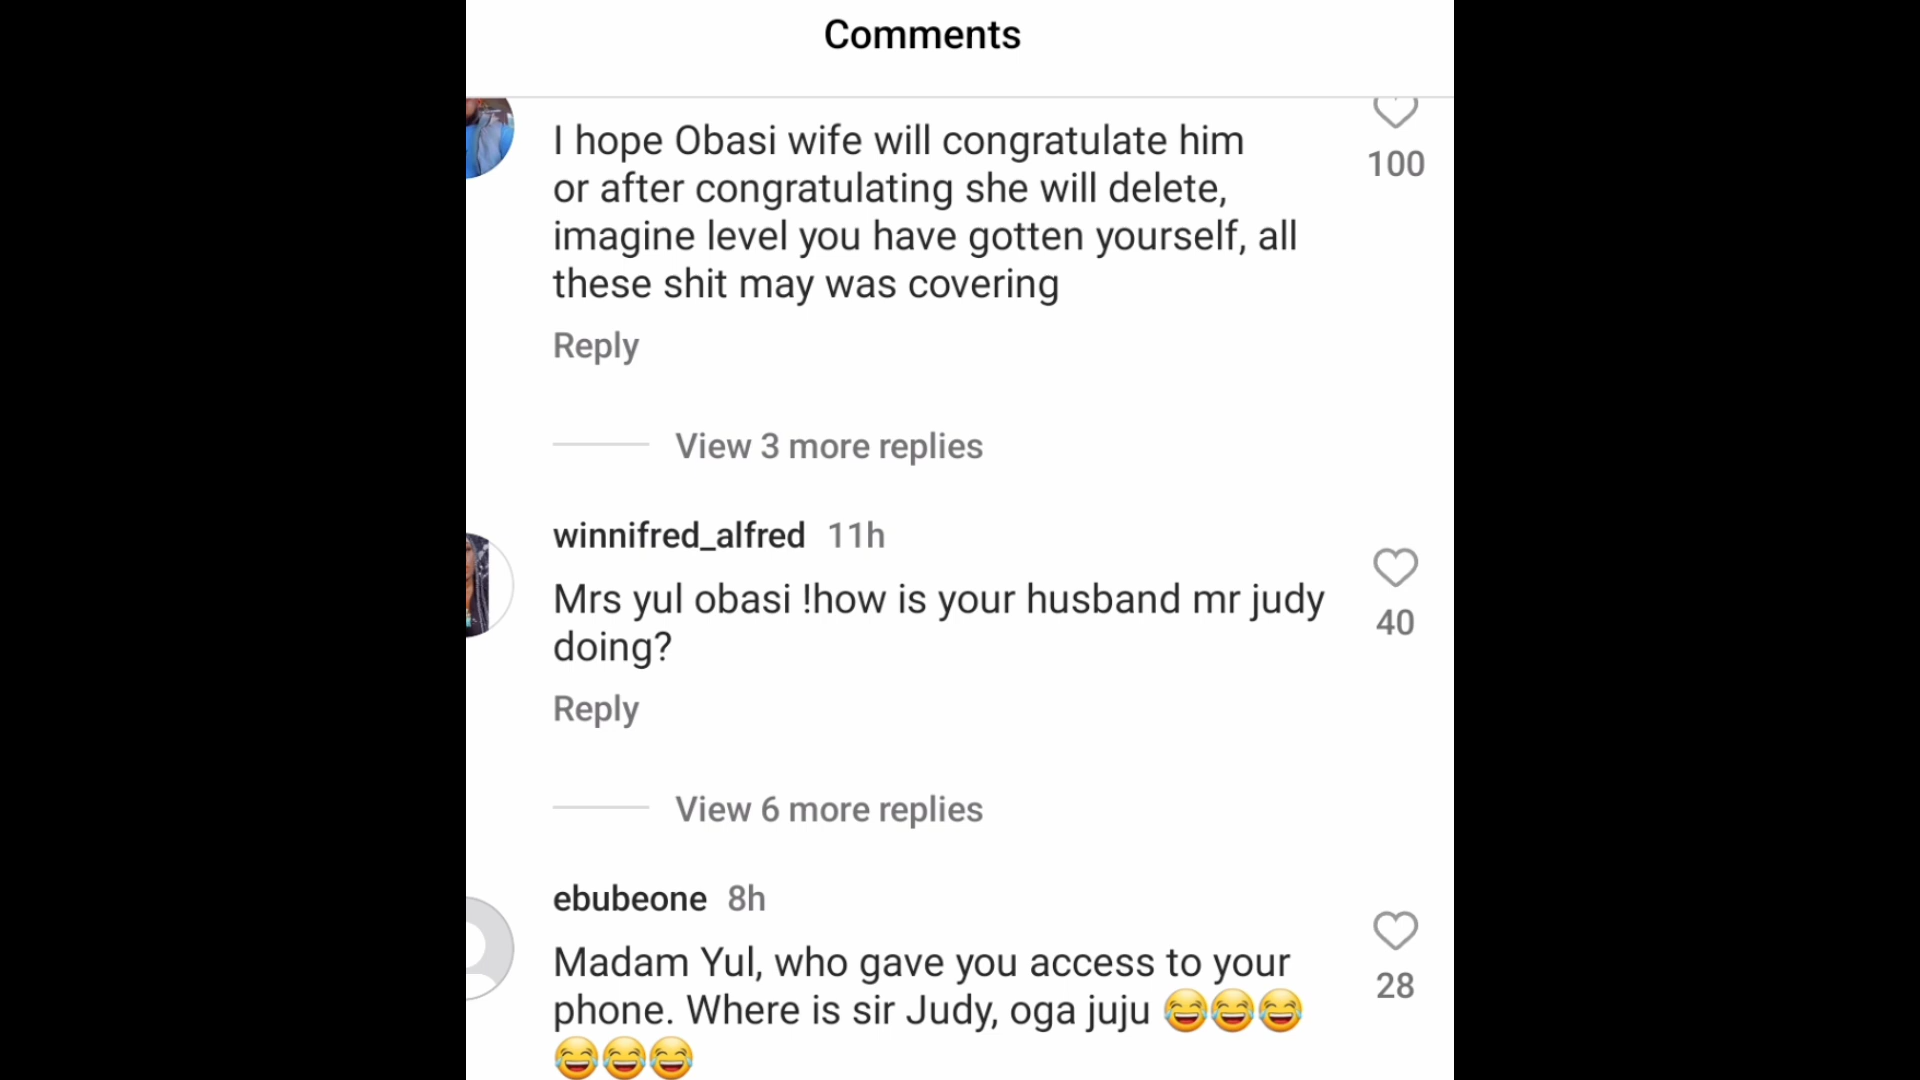 Comments
I hope Obasi wife will congratulate him
or after congratulating she will delete,
imagine level you have gotten yourself, all
these shit may was covering
100
Reply
View 3 more replies
winnifred_alfred 11h
Mrs yul obasi !how is your husband mr judy
doing?
40
Reply
View 6 more replies
ebubeone 8h
Madam Yul, who gave you access to your
phone. Where is sir Judy, oga juju 😂😂😂
😂😂😂
28